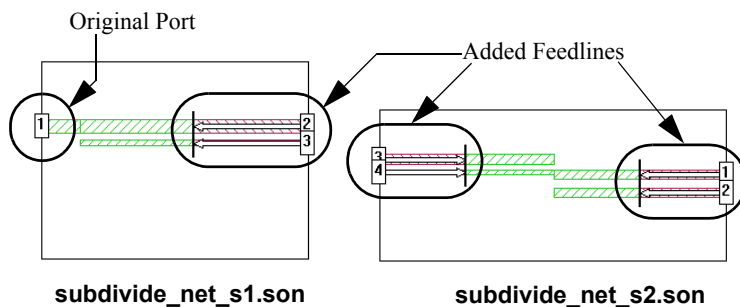 Original Port
Added Feedlines
1
2
3
3
4
1
2
subdivide_net_s1.son
subdivide_net_s2.son